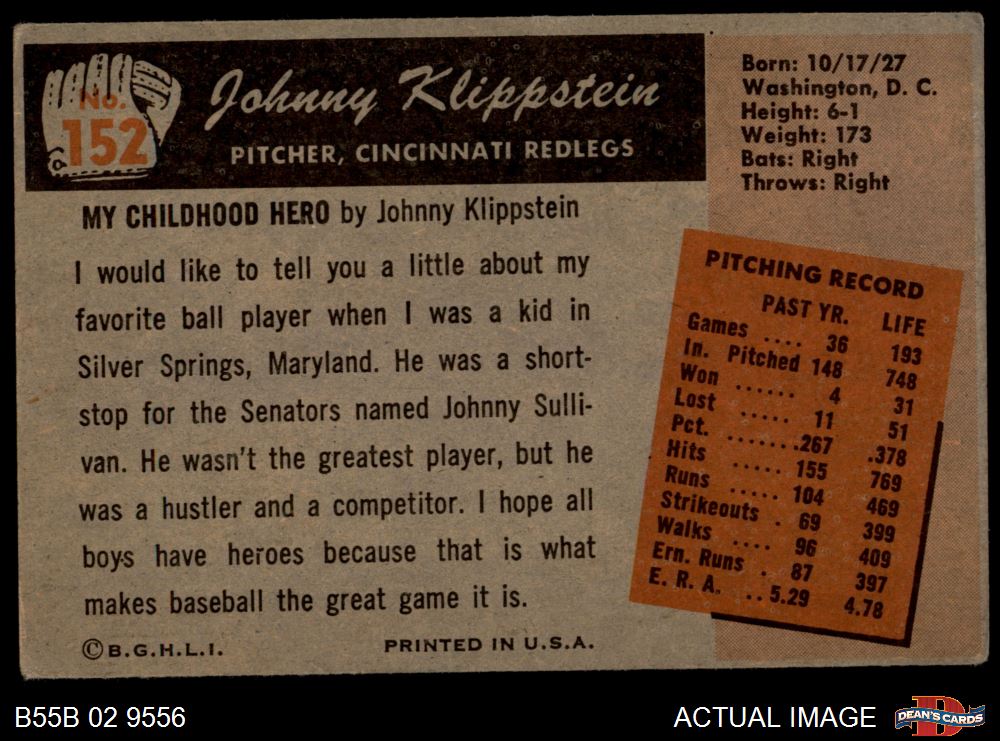 No.
152
Johnny Klippstein
PITCHER, CINCINNATI REDLEGS
Born: 10/17/27
Washington, D. C.
Height: 6-1
Weight: 173
Bats: Right
Throws: Right
MY CHILDHOOD HERO by Johnny Klippstein
I would like to tell you a little about my
favorite ball player when I was a kid in
Silver Springs, Maryland. He was a short-
stop for the Senators named Johnny Sulli-
van. He wasn't the greatest player, but he
was a hustler and a competitor. I hope all
boys have heroes because that is what
makes baseball the great game it is.
PITCHING RECORD
PAST YR. LIFE
Games .... 36 193
In. Pitched 148 748
Won ...... 4 31
Lost ..... 11 51
Pct. .......267 .378
Hits ..... 155 769
Runs ..... 104 469
Strikeouts . 69 399
Walks .... 96 409
Ern. Runs . 87 397
E. R. A. ..5.29 4.78
©B.G.H.L.I.
PRINTED IN U.S.A.
B55B 02 9556
ACTUAL IMAGE
D
DEAN'S CARDS